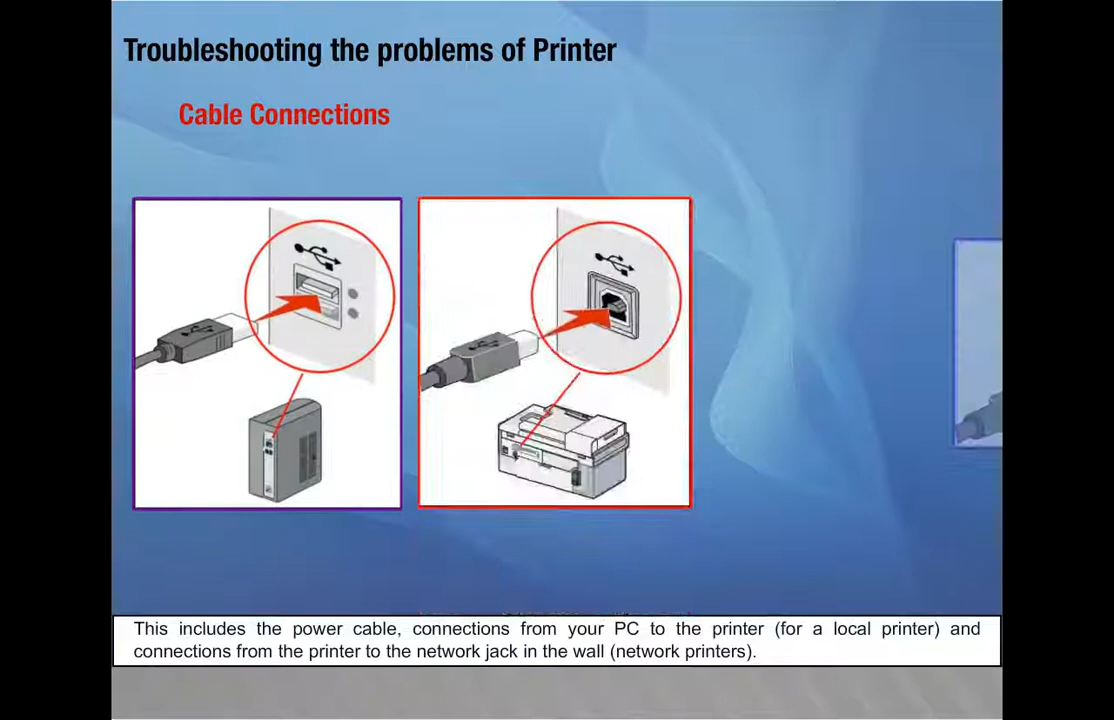 Troubleshooting the problems of Printer
Cable Connections
This includes the power cable, connections from your PC to the printer (for a local printer) and
connections from the printer to the network jack in the wall (network printers).